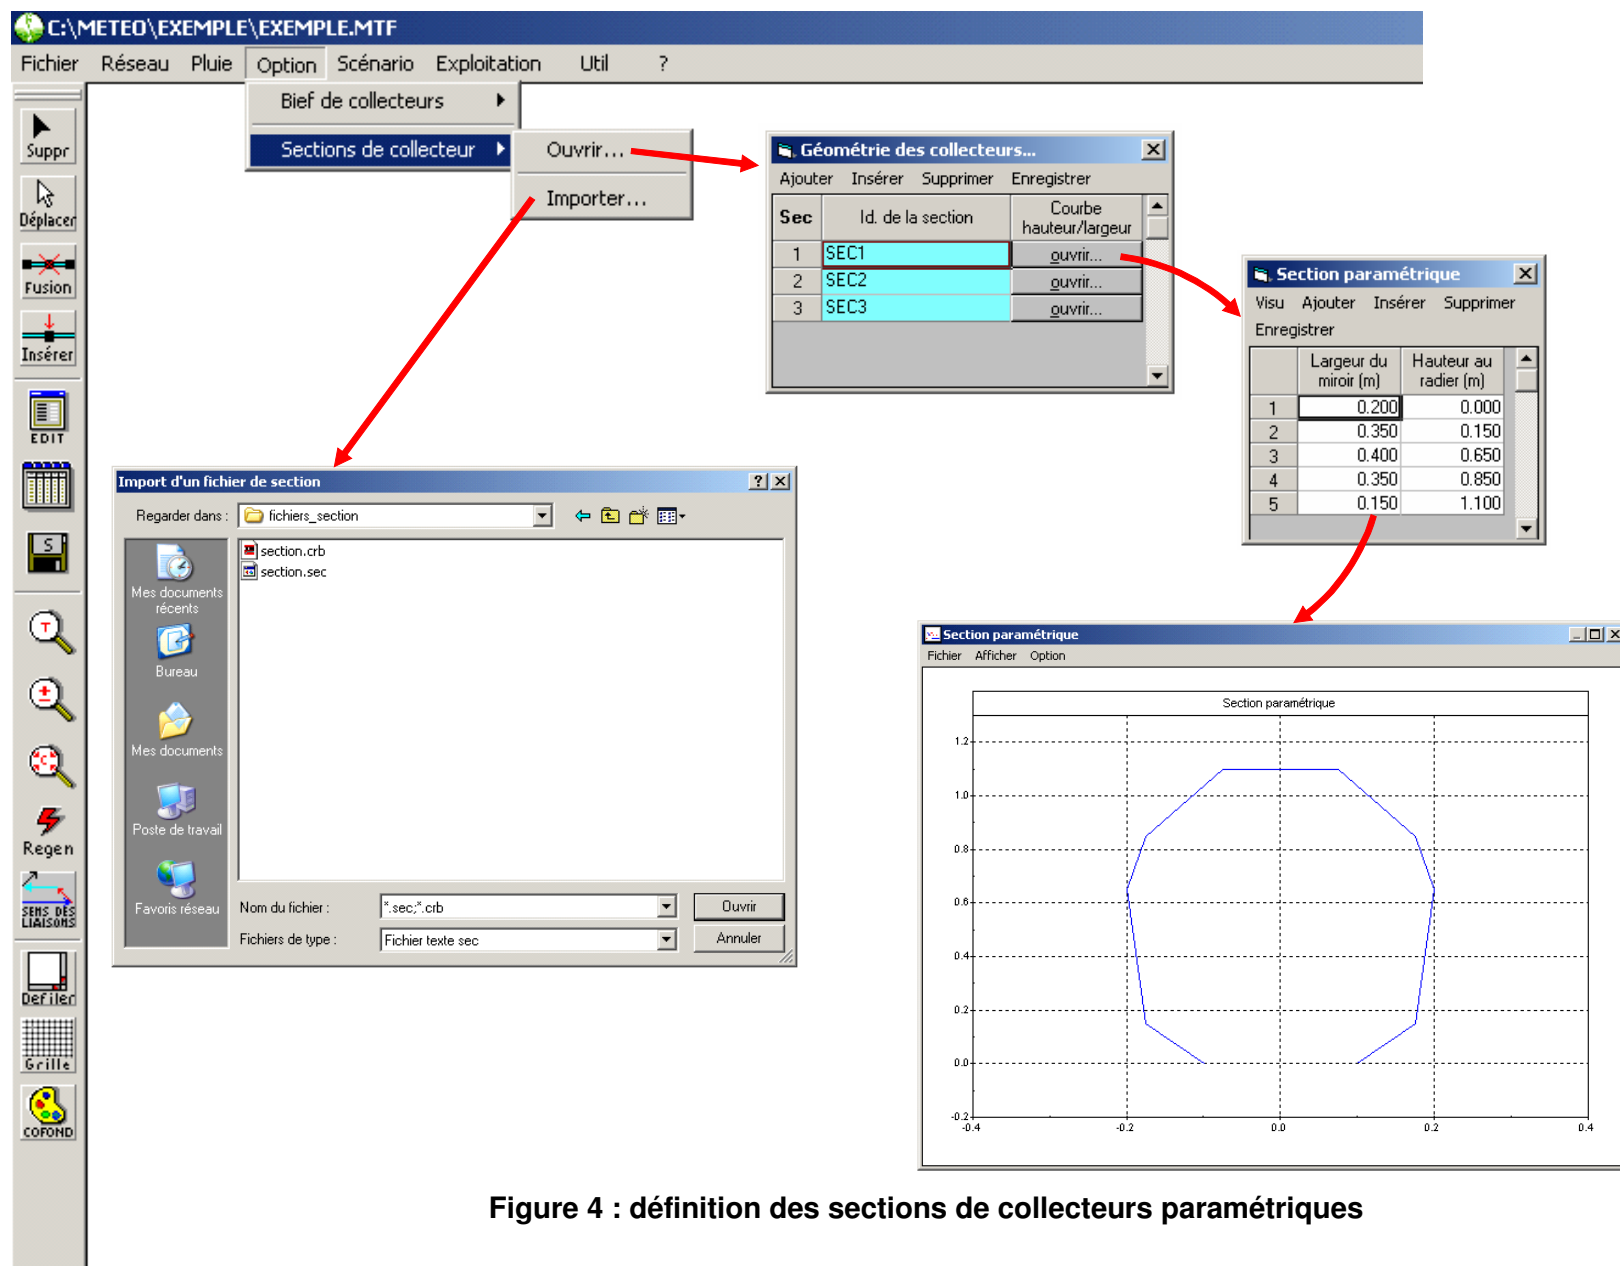 C:\METEO\EXEMPLE\EXEMPLE.MTF
Fichier Réseau Pluie Option Scénario Exploitation Util ?
Bief de collecteurs
Sections de collecteur
Ouvrir...
Importer...
Suppr
Déplacer
Fusion
Insérer
EDIT
S
T
±
C
Regen
SENS DES
LIAISONS
Defiler
Grille
COFOND
Géométrie des collecteurs...
Ajouter Insérer Supprimer Enregistrer
Sec Id. de la section Courbe hauteur/largeur
1 SEC1 ouvrir...
2 SEC2 ouvrir...
3 SEC3 ouvrir...
Section paramétrique
Visu Ajouter Insérer Supprimer
Enregistrer
Largeur du miroir (m) Hauteur au radier (m)
1 0.200 0.000
2 0.350 0.150
3 0.400 0.650
4 0.350 0.850
5 0.150 1.100
Import d'un fichier de section
Regarder dans : fichiers_section
section.crb
section.sec
Mes documents
récents
Bureau
Mes documents
Poste de travail
Favoris réseau
Nom du fichier : *.sec;*.crb Ouvrir
Fichiers de type : Fichier texte sec Annuler
Section paramétrique
Fichier Afficher Option
Section paramétrique
1.2
1.0
0.8
0.6
0.4
0.2
0.0
-0.2
-0.4 -0.2 0.0 0.2 0.4
Figure 4 : définition des sections de collecteurs paramétriques